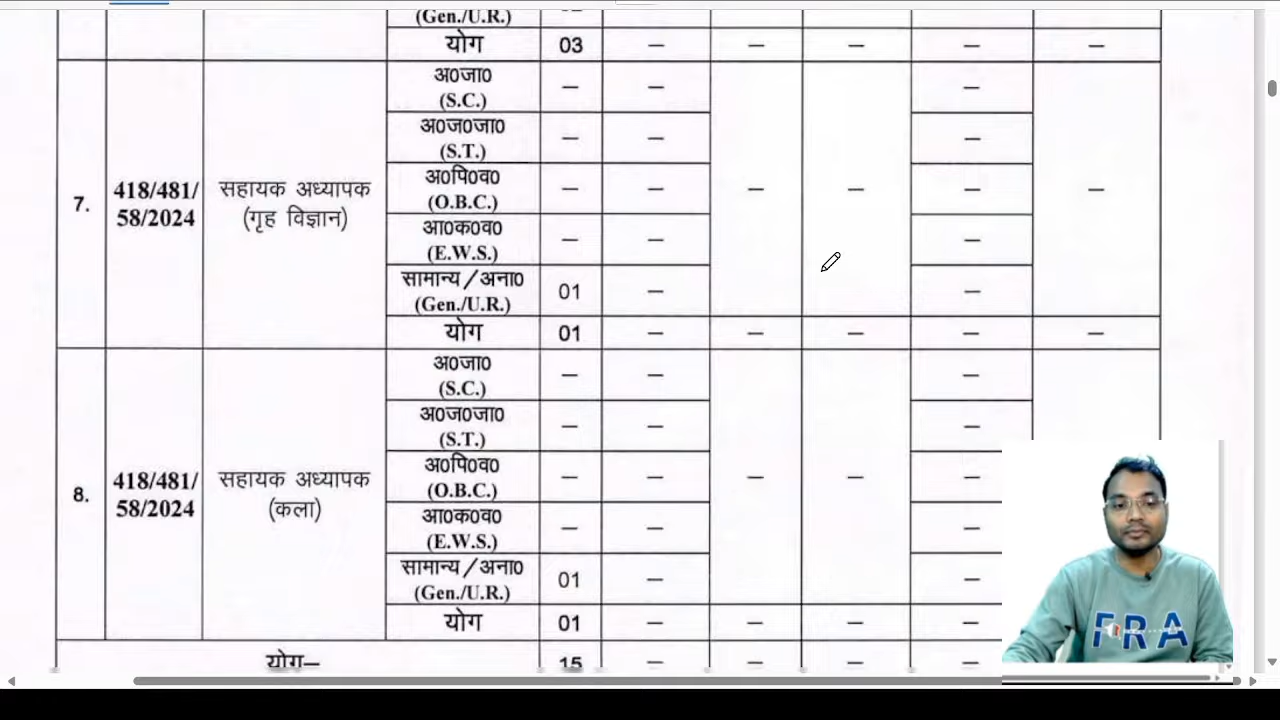 (Gen./U.R.)
योग 03 – – – – –
अ0जा0
(S.C.) – – –
अ0ज0जा0
(S.T.) – – –
7. 418/481/
58/2024 सहायक अध्यापक
(गृह विज्ञान) अ0पि0व0
(O.B.C.) – – – – – –
आ0क0व0
(E.W.S.) – – –
सामान्य/अना0
(Gen./U.R.) 01 – –
योग 01 – – – – –
अ0जा0
(S.C.) – – –
अ0ज0जा0
(S.T.) – – –
8. 418/481/
58/2024 सहायक अध्यापक
(कला) अ0पि0व0
(O.B.C.) – – – – –
आ0क0व0
(E.W.S.) – – –
सामान्य/अना0
(Gen./U.R.) 01 – –
योग 01 – – – –
योग– 15 – – – –
FRA